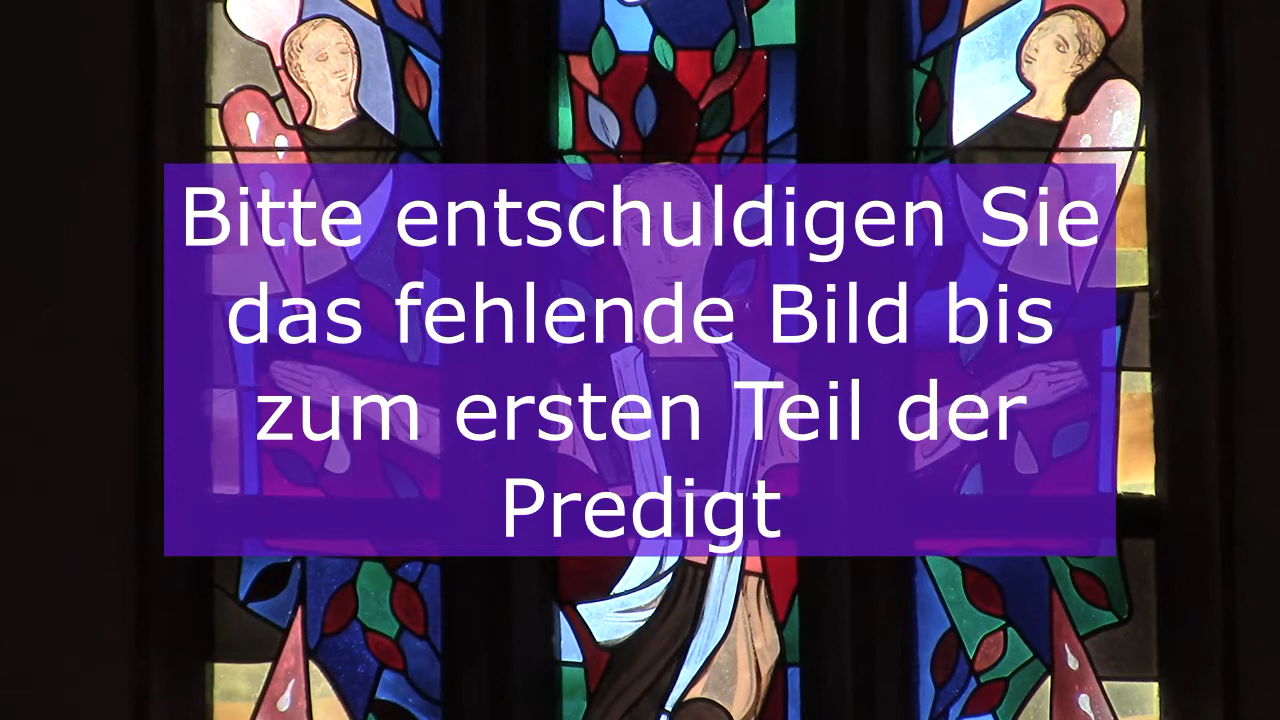 Bitte entschuldigen Sie
das fehlende Bild bis
zum ersten Teil der
Predigt